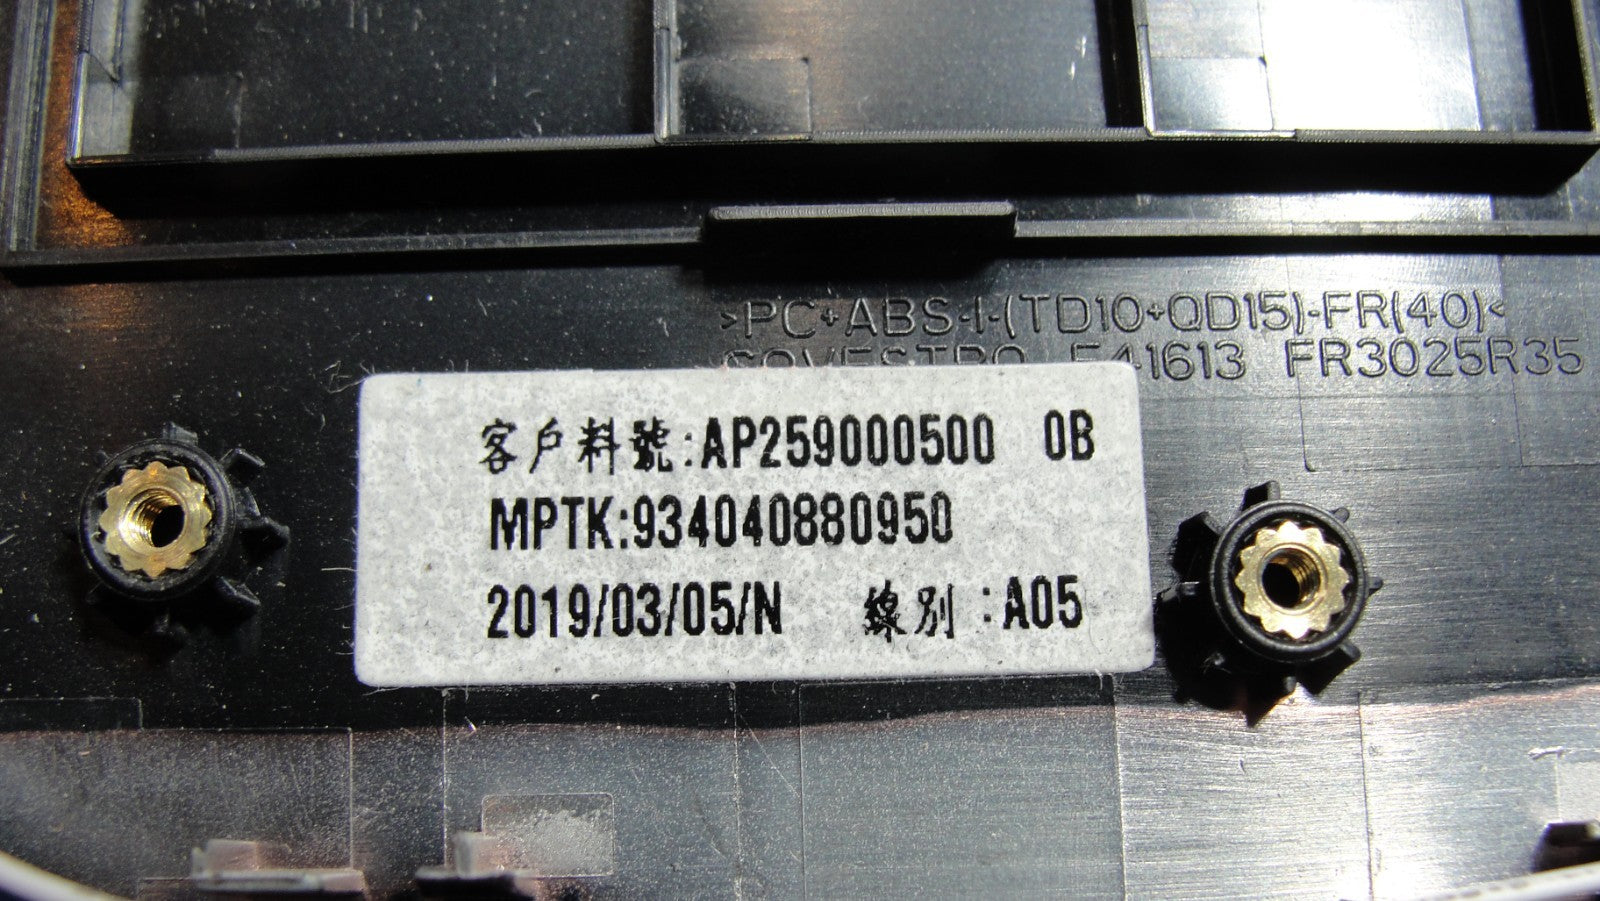 >PC+ABS-I-(TD10+QD15)-FR(40)<
COVESTRO E41613 FR3025R35
客戶料號:AP259000500 0B
MPTK:934040880950
2019/03/05/N 線別:A05